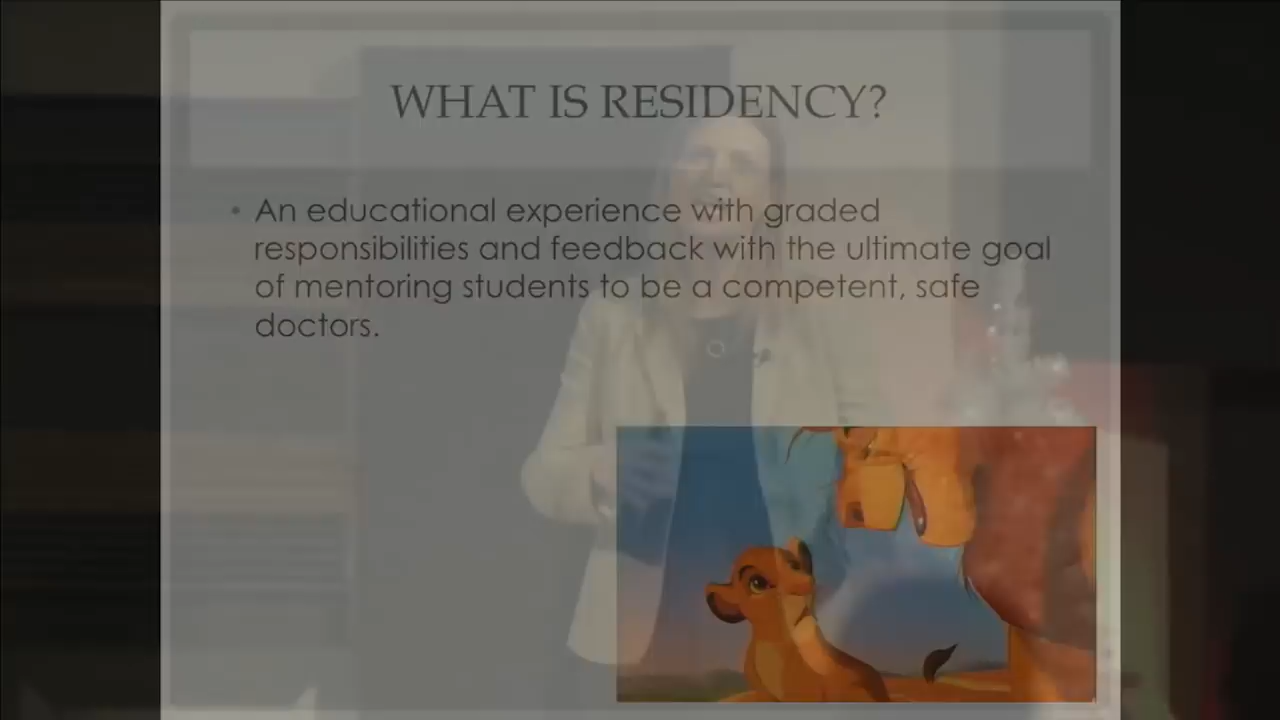 WHAT IS RESIDENCY?
• An educational experience with graded
responsibilities and feedback with the ultimate goal
of mentoring students to be a competent, safe
doctors.